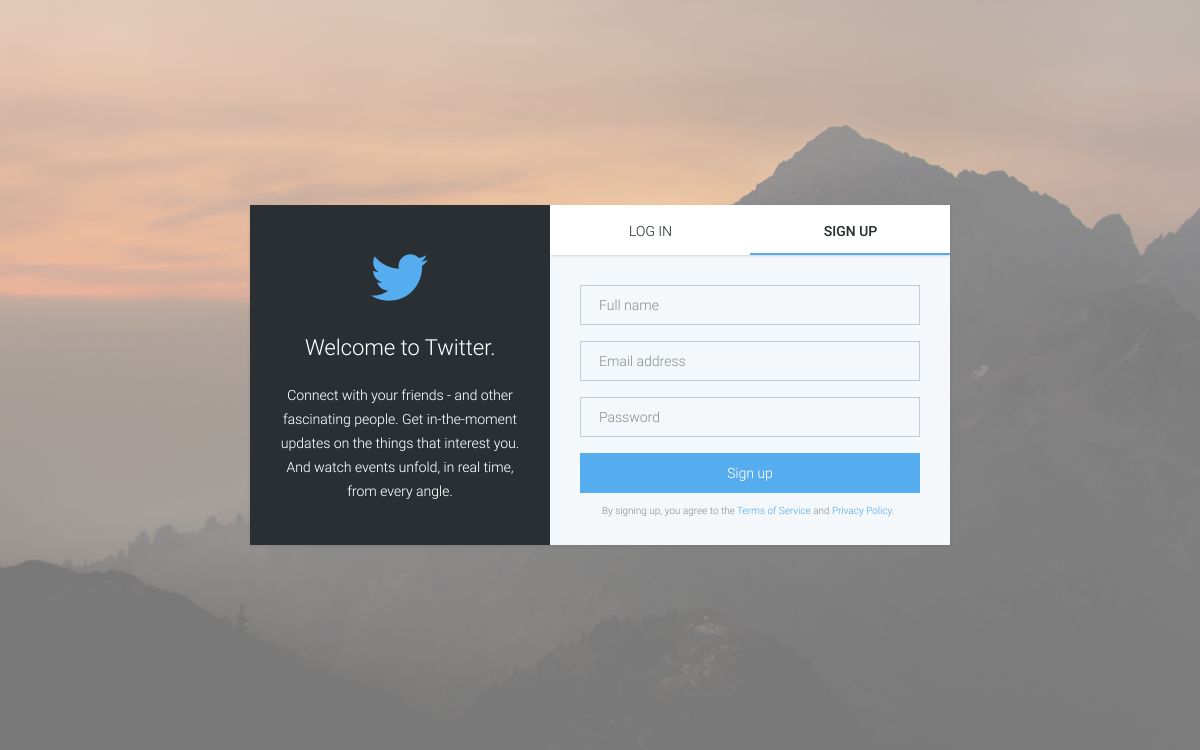 Welcome to Twitter.
Connect with your friends - and other
fascinating people. Get in-the-moment
updates on the things that interest you.
And watch events unfold, in real time,
from every angle.
LOG IN
SIGN UP
Full name
Email address
Password
Sign up
By signing up, you agree to the Terms of Service and Privacy Policy.